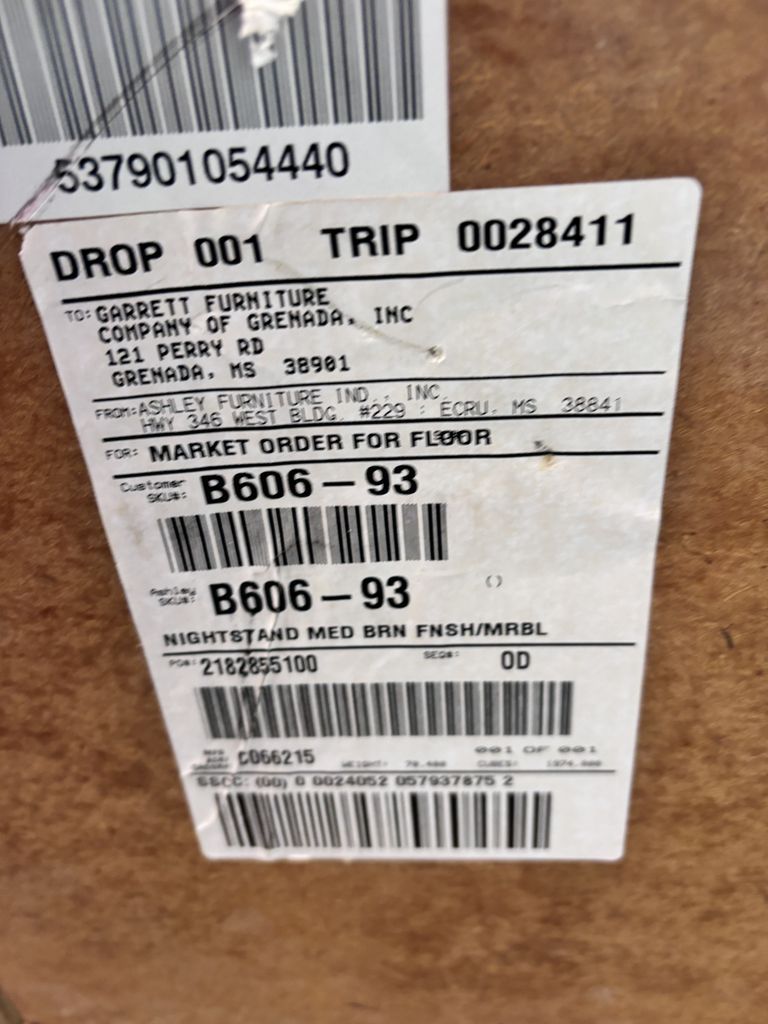 537901054440
DROP 001 TRIP 0028411
TO: GARRETT FURNITURE
COMPANY OF GRENADA, INC
121 PERRY RD
GRENADA, MS 38901
FROM: ASHLEY FURNITURE IND., INC.
HWY 346 WEST BLDG. #229 : ECRU, MS 38841
FOR: MARKET ORDER FOR FLOOR
Customer
SKU#: B606-93
Ashley
SKU#: B606-93 ()
NIGHTSTAND MED BRN FNSH/MRBL
PO#: 2182855100 SEQ#: OD
001 OF 001
C066215 WEIGHT: CUBES:
SSCC: (00) 0 0024052 057937875 2